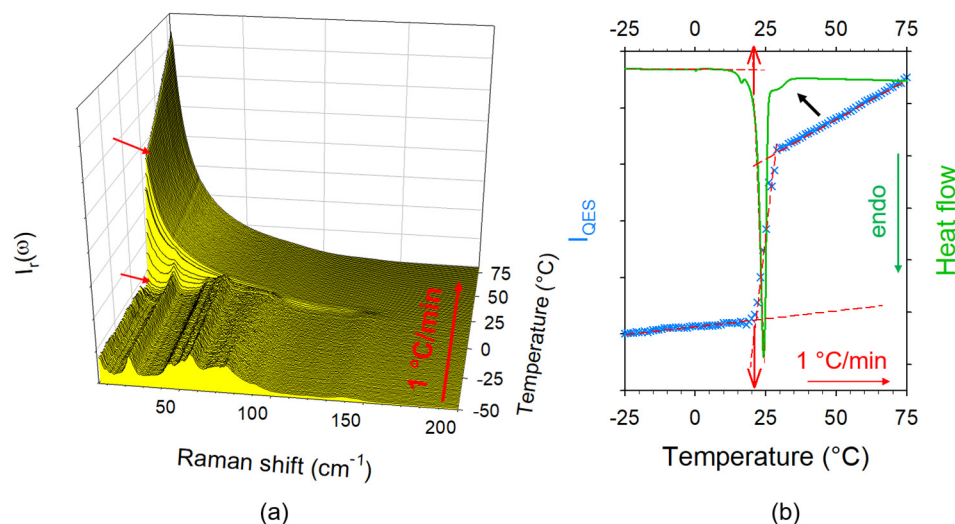 I_r(ω)
50
100
150
200
Raman shift (cm⁻¹)
75
50
25
0
-25
-50
Temperature (°C)
1 °C/min
(a)
(b)
-25 0 25 50 75
I_QES
endo
Heat flow
1 °C/min
-25 0 25 50 75
Temperature (°C)
(b)